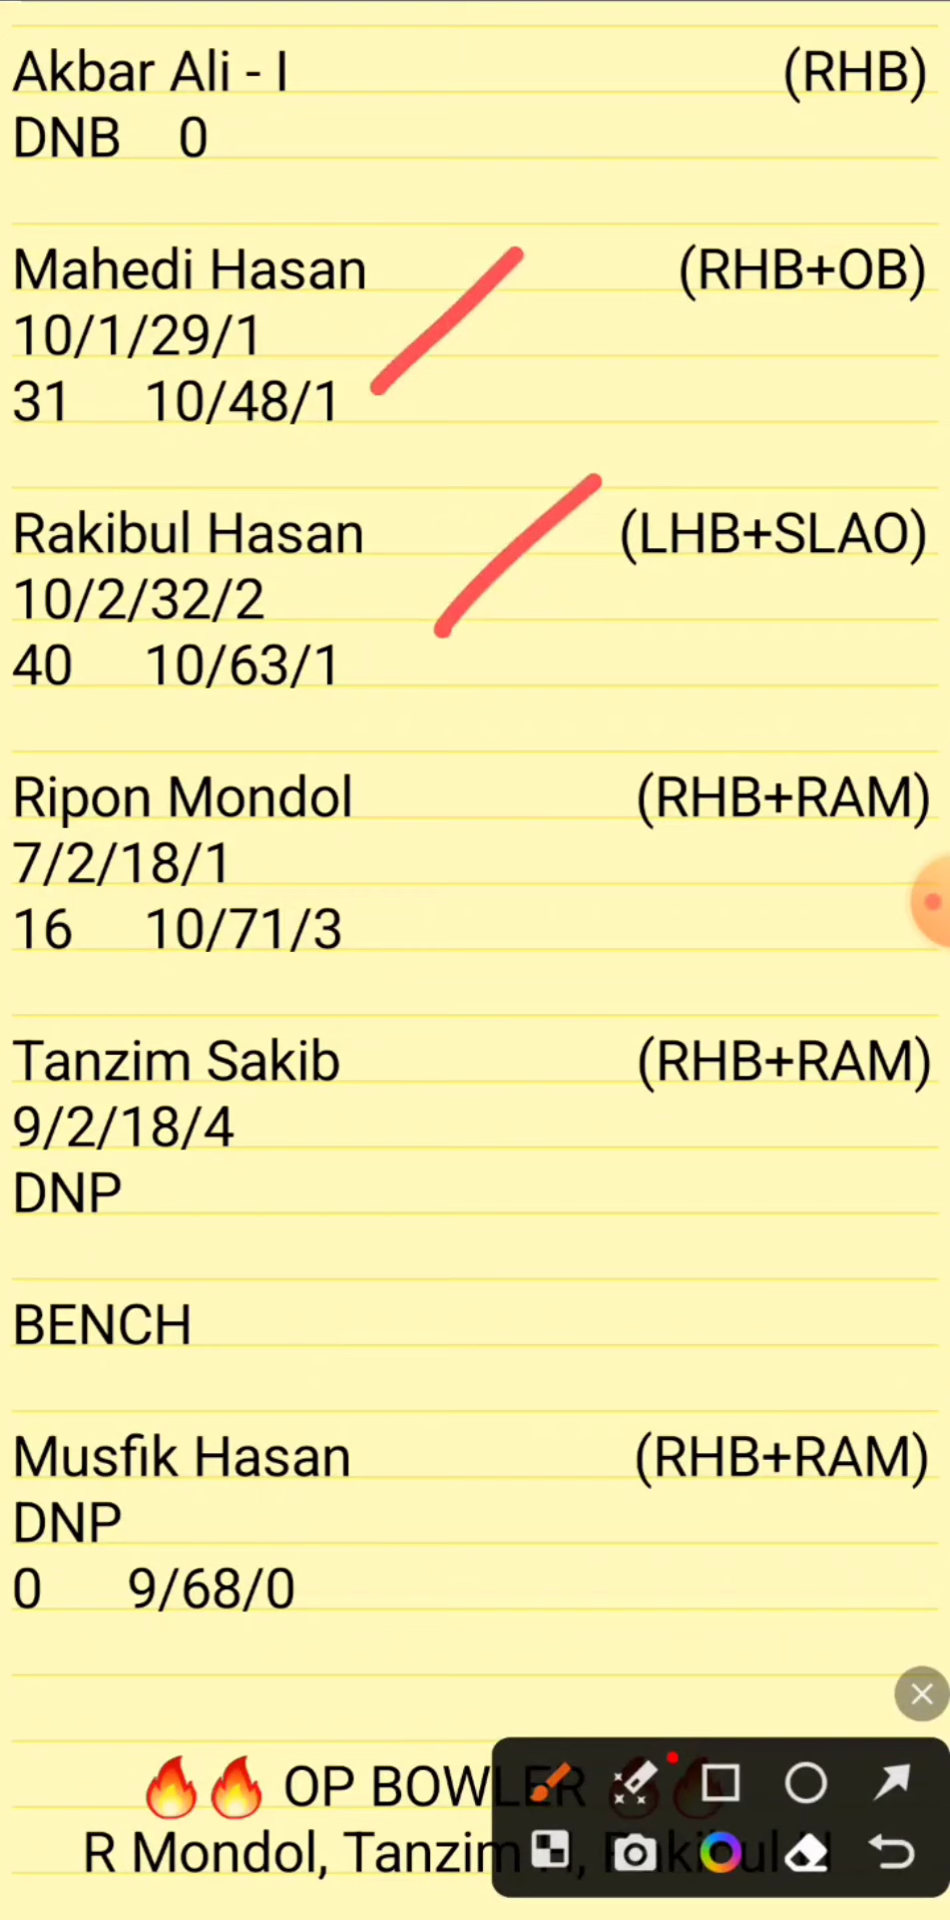 Akbar Ali - I (RHB)
DNB 0
Mahedi Hasan (RHB+OB)
10/1/29/1
31 10/48/1
Rakibul Hasan (LHB+SLAO)
10/2/32/2
40 10/63/1
Ripon Mondol (RHB+RAM)
7/2/18/1
16 10/71/3
Tanzim Sakib (RHB+RAM)
9/2/18/4
DNP
BENCH
Musfik Hasan (RHB+RAM)
DNP
0 9/68/0
🔥🔥 OP BOWLER 🔥🔥
R Mondol, Tanzim H, Rakibul H